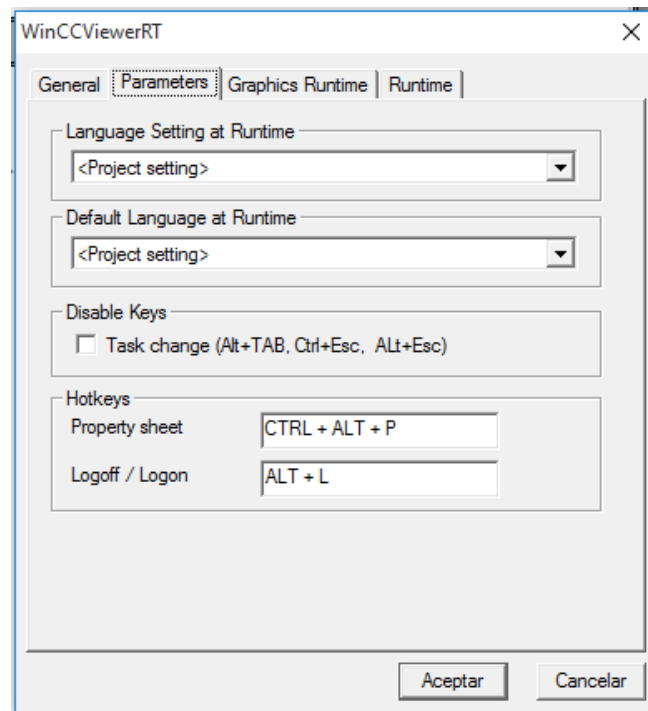 WinCCViewerRT
General Parameters Graphics Runtime Runtime
Language Setting at Runtime
<Project setting>
Default Language at Runtime
<Project setting>
Disable Keys
Task change (Alt+TAB, Ctrl+Esc, ALt+Esc)
Hotkeys
Property sheet CTRL + ALT + P
Logoff / Logon ALT + L
Aceptar Cancelar